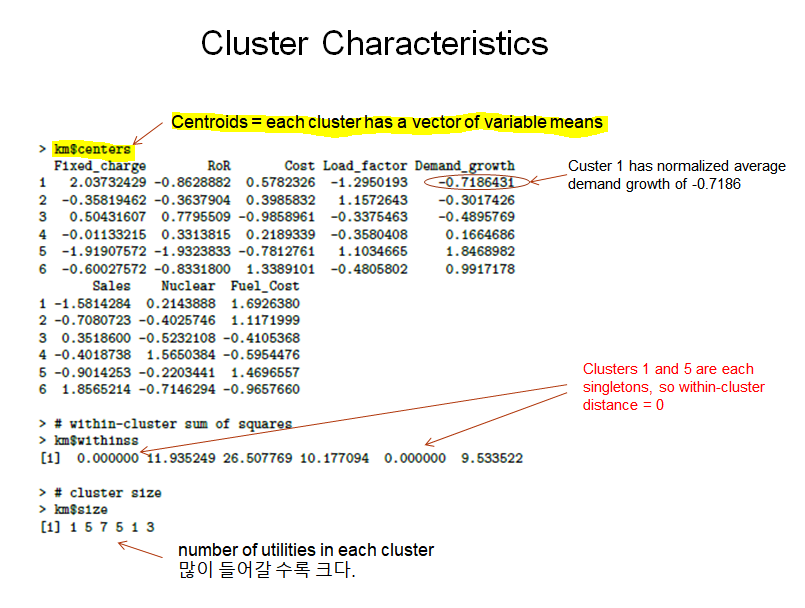 Cluster Characteristics
Centroids = each cluster has a vector of variable means
> km$centers
Fixed_charge RoR Cost Load_factor Demand_growth
1 2.03732429 -0.8628882 0.5782326 -1.2950193 -0.7186431
2 -0.35819462 -0.3637904 0.3985832 1.1572643 -0.3017426
3 0.50431607 0.7795509 -0.9858961 -0.3375463 -0.4895769
4 -0.01133215 0.3313815 0.2189339 -0.3580408 0.1664686
5 -1.91907572 -1.9323833 -0.7812761 1.1034665 1.8468982
6 -0.60027572 -0.8331800 1.3389101 -0.4805802 0.9917178
Custer 1 has normalized average
demand growth of -0.7186
Sales Nuclear Fuel_Cost
1 -1.5814284 0.2143888 1.6926380
2 -0.7080723 -0.4025746 1.1171999
3 0.3518600 -0.5232108 -0.4105368
4 -0.4018738 1.5650384 -0.5954476
5 -0.9014253 -0.2203441 1.4696557
6 1.8565214 -0.7146294 -0.9657660
Clusters 1 and 5 are each
singletons, so within-cluster
distance = 0
> # within-cluster sum of squares
> km$withinss
[1] 0.000000 11.935249 26.507769 10.177094 0.000000 9.533522
> # cluster size
> km$size
[1] 1 5 7 5 1 3
number of utilities in each cluster
많이 들어갈 수록 크다.